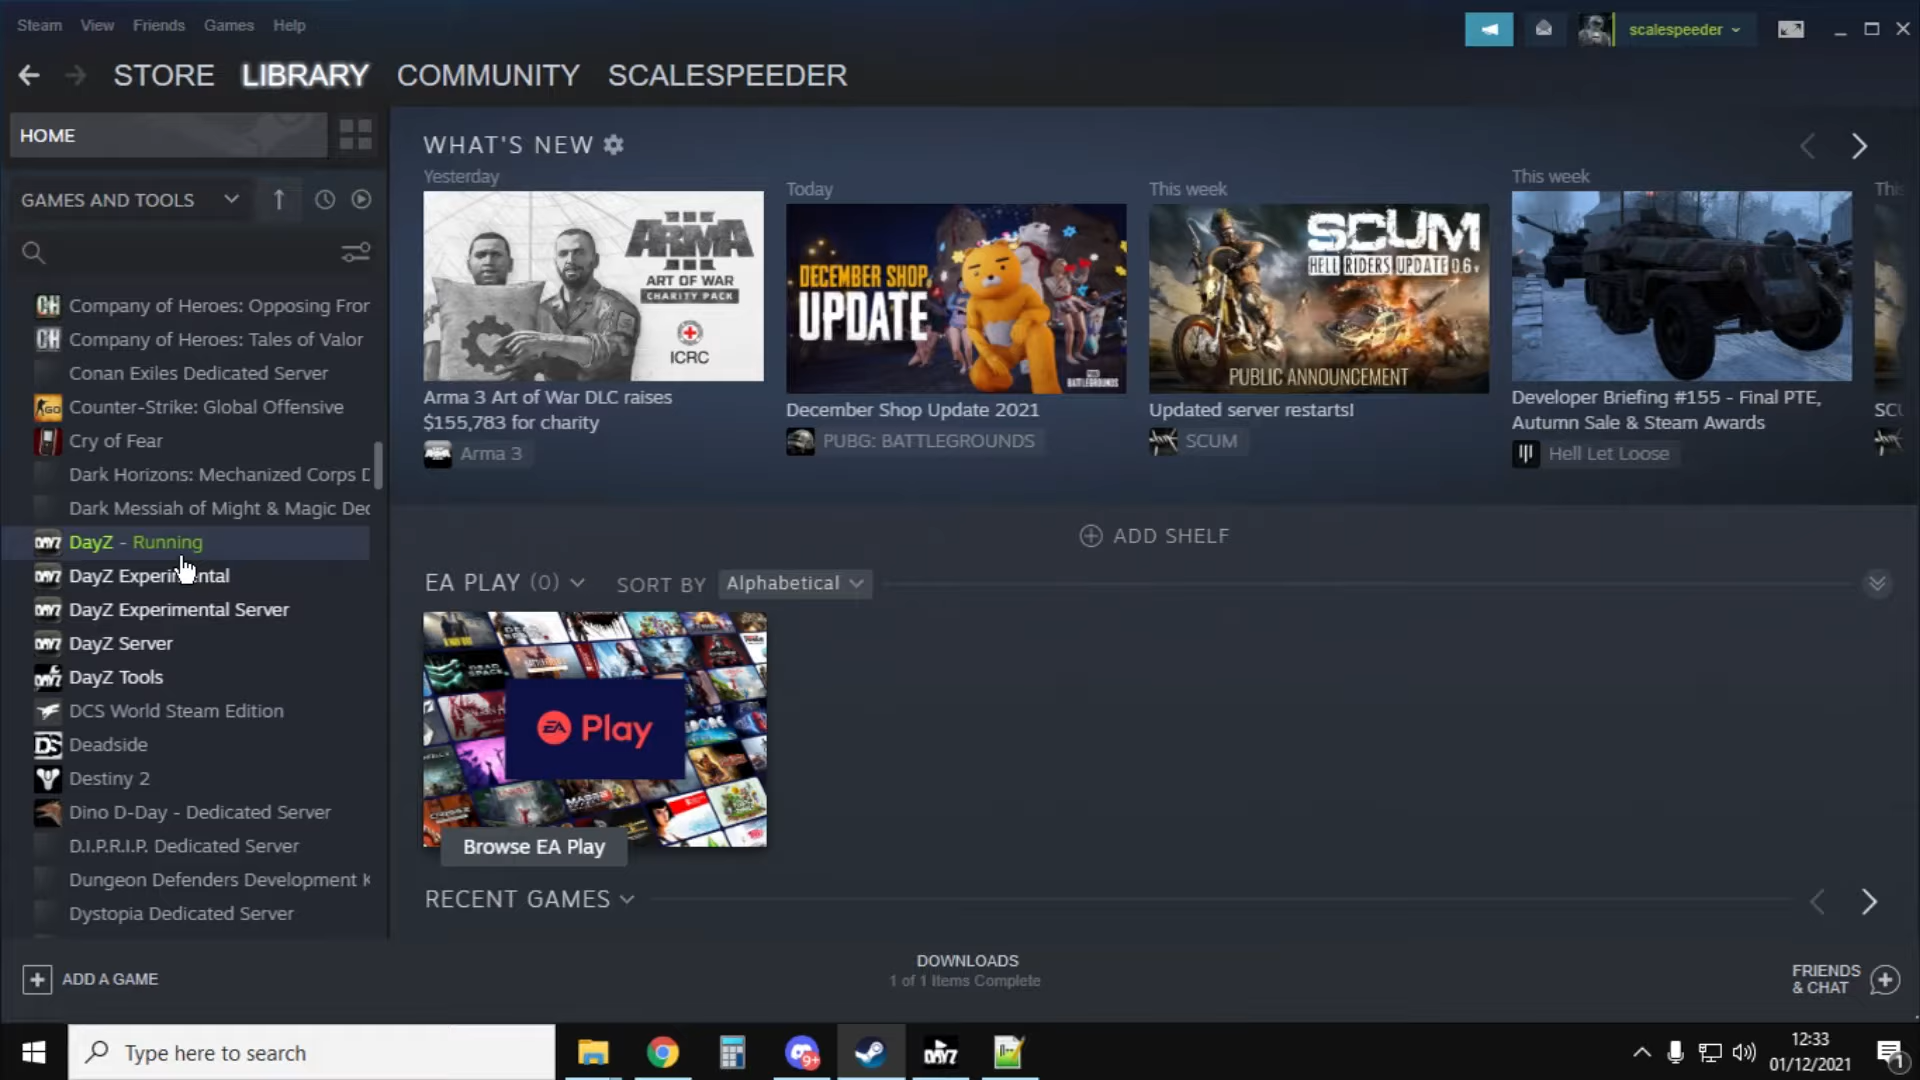 Steam View Friends Games Help
scalespeeder
STORE LIBRARY COMMUNITY SCALESPEEDER
HOME
GAMES AND TOOLS
Company of Heroes: Opposing Fror
Company of Heroes: Tales of Valor
Conan Exiles Dedicated Server
Counter-Strike: Global Offensive
Cry of Fear
Dark Horizons: Mechanized Corps D
Dark Messiah of Might & Magic Dec
DayZ - Running
DayZ Experimental
DayZ Experimental Server
DayZ Server
DayZ Tools
DCS World Steam Edition
Deadside
Destiny 2
Dino D-Day - Dedicated Server
D.I.P.R.I.P. Dedicated Server
Dungeon Defenders Development K
Dystopia Dedicated Server
ADD A GAME
WHAT'S NEW
Yesterday
ARMA III
ART OF WAR
CHARITY PACK
ICRC
Arma 3 Art of War DLC raises
$155,783 for charity
Arma 3
Today
DECEMBER SHOP
UPDATE
BATTLEGROUNDS
December Shop Update 2021
PUBG: BATTLEGROUNDS
This week
SCUM
HELL RIDERS UPDATE 0.6v
PUBLIC ANNOUNCEMENT
Updated server restarts!
SCUM
This week
Developer Briefing #155 - Final PTE,
Autumn Sale & Steam Awards
Hell Let Loose
This
SCU
ADD SHELF
EA PLAY (0) SORT BY Alphabetical
EA Play
Browse EA Play
RECENT GAMES
DOWNLOADS
1 of 1 Items Complete
FRIENDS
& CHAT
Type here to search
9+
DAYZ
12:33
01/12/2021
1